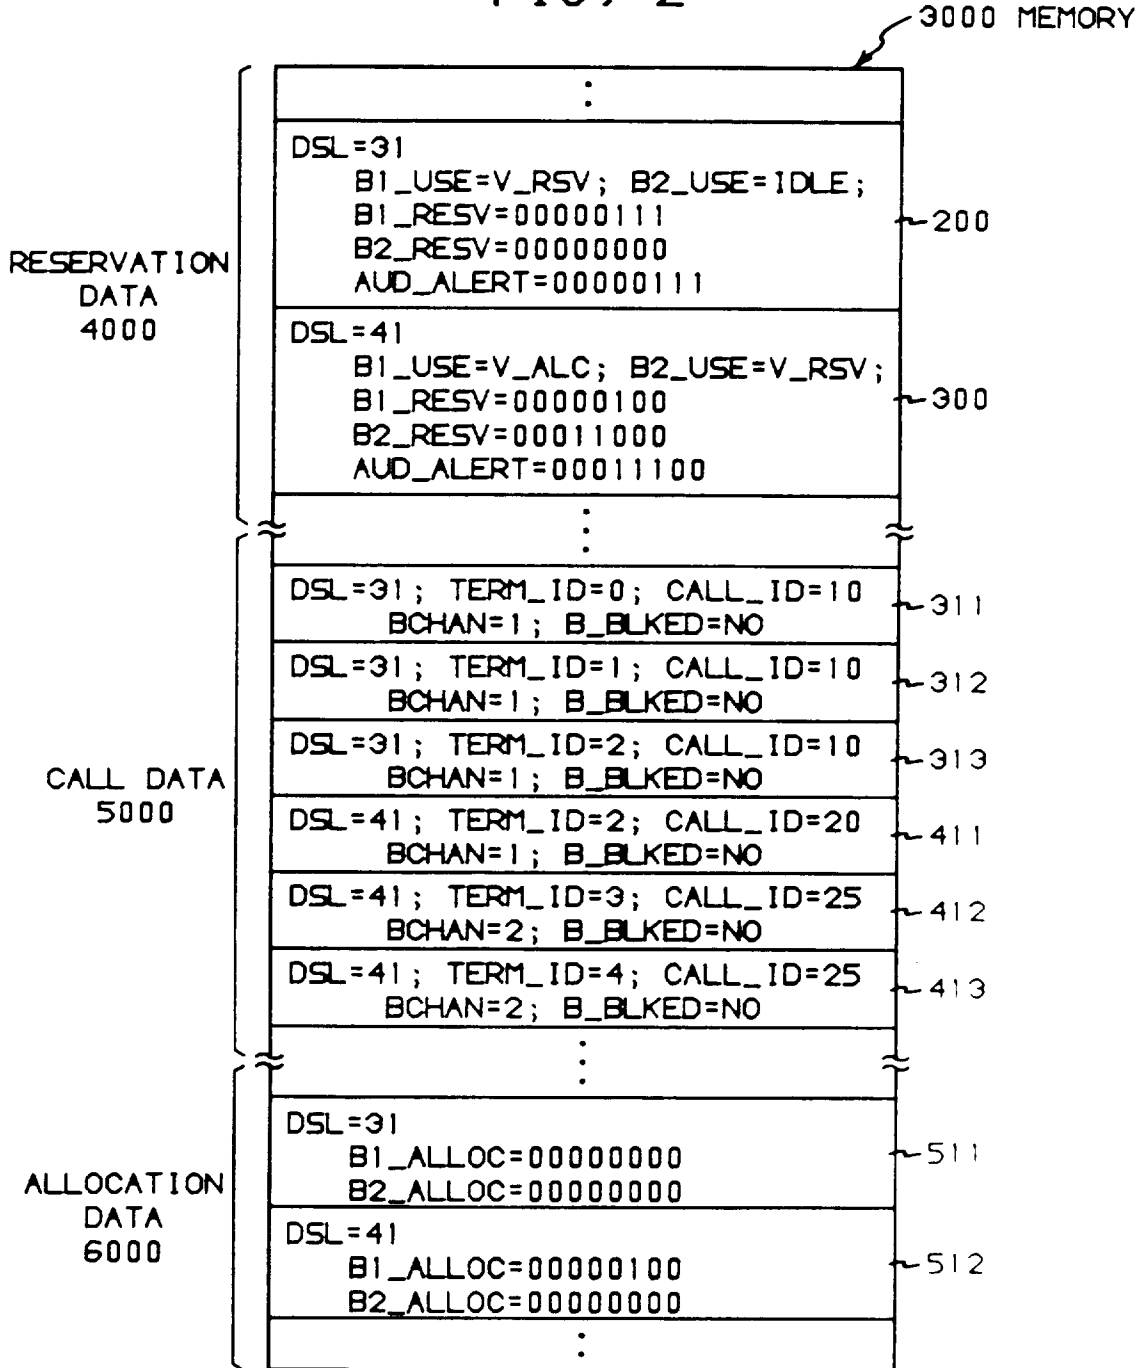 FIG. 2
3000 MEMORY
RESERVATION
DATA
4000
DSL=31
B1_USE=V_RSV; B2_USE=IDLE;
B1_RESV=00000111
B2_RESV=00000000
AUD_ALERT=00000111
200
DSL=41
B1_USE=V_ALC; B2_USE=V_RSV;
B1_RESV=00000100
B2_RESV=00011000
AUD_ALERT=00011100
300
CALL DATA
5000
DSL=31; TERM_ID=0; CALL_ID=10
BCHAN=1; B_BLKED=NO
311
DSL=31; TERM_ID=1; CALL_ID=10
BCHAN=1; B_BLKED=NO
312
DSL=31; TERM_ID=2; CALL_ID=10
BCHAN=1; B_BLKED=NO
313
DSL=41; TERM_ID=2; CALL_ID=20
BCHAN=1; B_BLKED=NO
411
DSL=41; TERM_ID=3; CALL_ID=25
BCHAN=2; B_BLKED=NO
412
DSL=41; TERM_ID=4; CALL_ID=25
BCHAN=2; B_BLKED=NO
413
ALLOCATION
DATA
6000
DSL=31
B1_ALLOC=00000000
B2_ALLOC=00000000
511
DSL=41
B1_ALLOC=00000100
B2_ALLOC=00000000
512